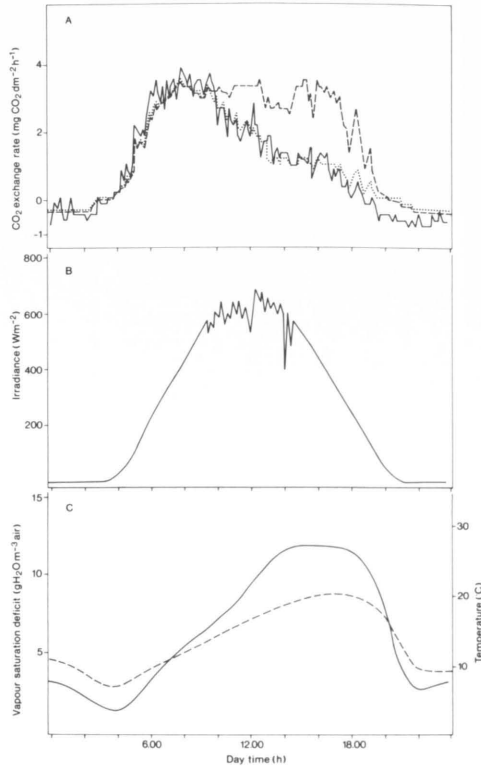 A
CO2 exchange rate (mg CO2 dm-2 h-1)
4
2
0
-1
B
Irradiance (Wm-2)
800
600
400
200
C
Vapour saturation deficit (gH2O m-3 air)
15
10
5
Temperature (C)
30
20
10
6.00 12.00 18.00
Day time (h)